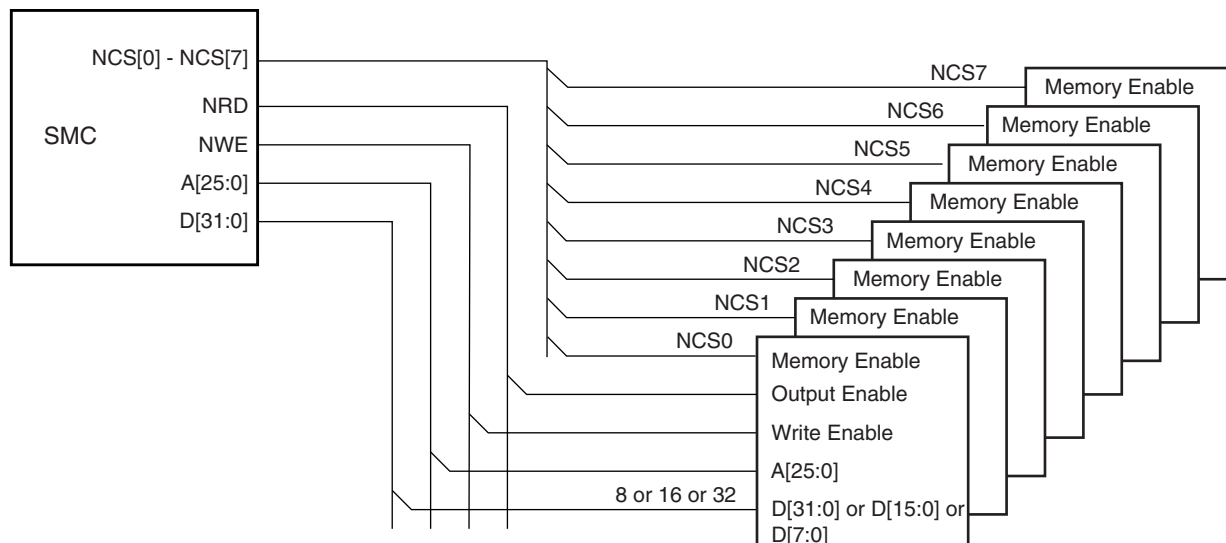 NCS[0] - NCS[7]
NRD
SMC
NWE
A[25:0]
D[31:0]
NCS7
Memory Enable
NCS6
Memory Enable
NCS5
Memory Enable
NCS4
Memory Enable
NCS3
Memory Enable
NCS2
Memory Enable
NCS1
Memory Enable
NCS0
Memory Enable
Output Enable
Write Enable
A[25:0]
8 or 16 or 32
D[31:0] or D[15:0] or
D[7:0]